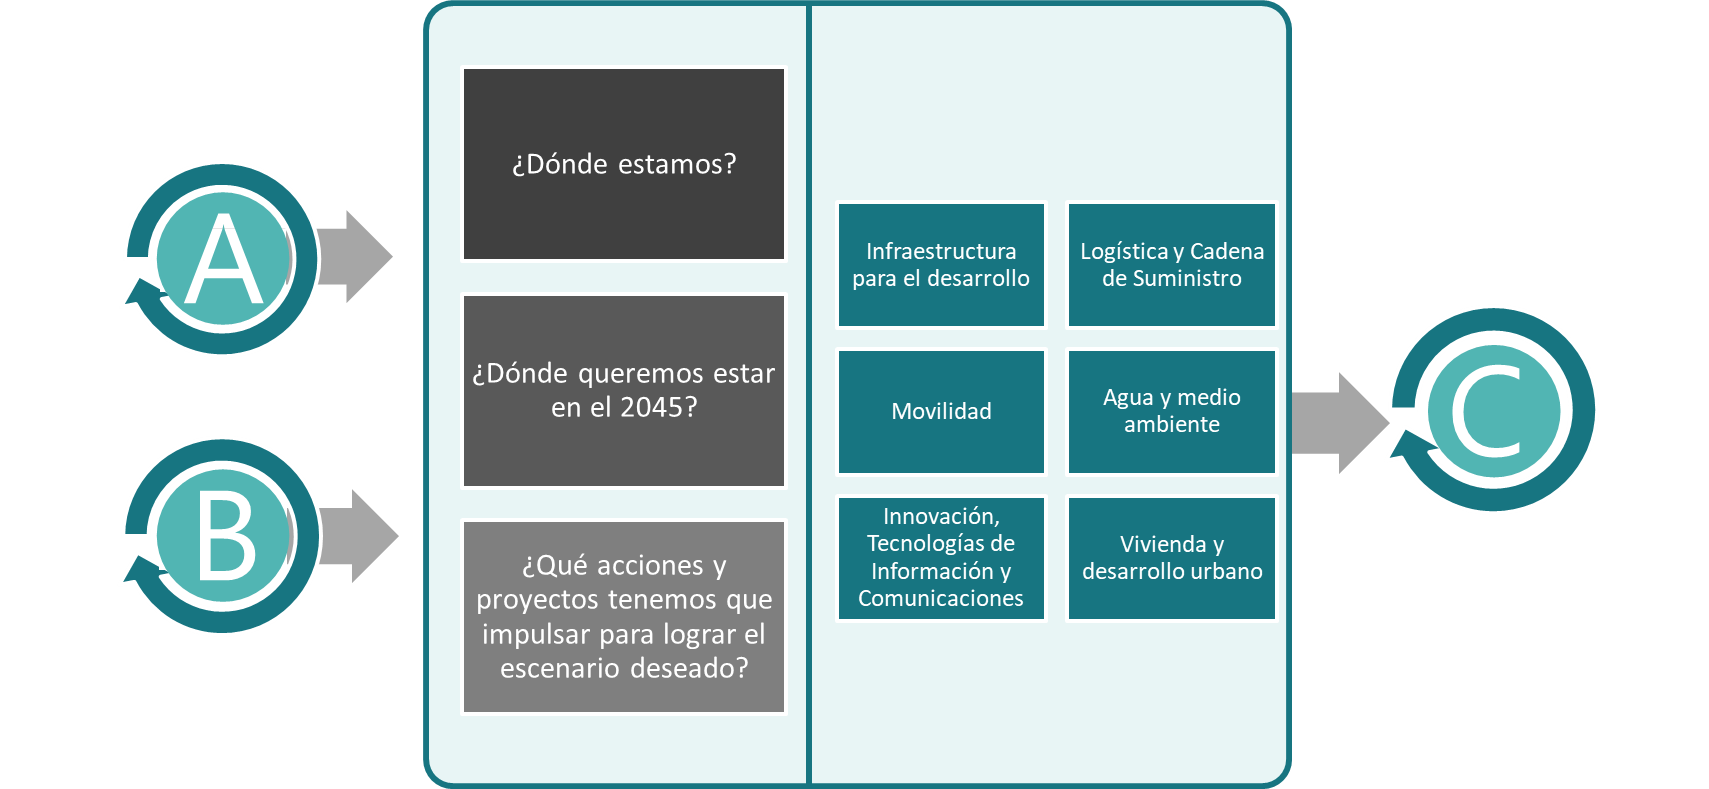 A
B
¿Dónde estamos?
¿Dónde queremos estar
en el 2045?
¿Qué acciones y
proyectos tenemos que
impulsar para lograr el
escenario deseado?
Infraestructura
para el desarrollo
Logística y Cadena
de Suministro
Movilidad
Agua y medio
ambiente
Innovación,
Tecnologías de
Información y
Comunicaciones
Vivienda y
desarrollo urbano
C